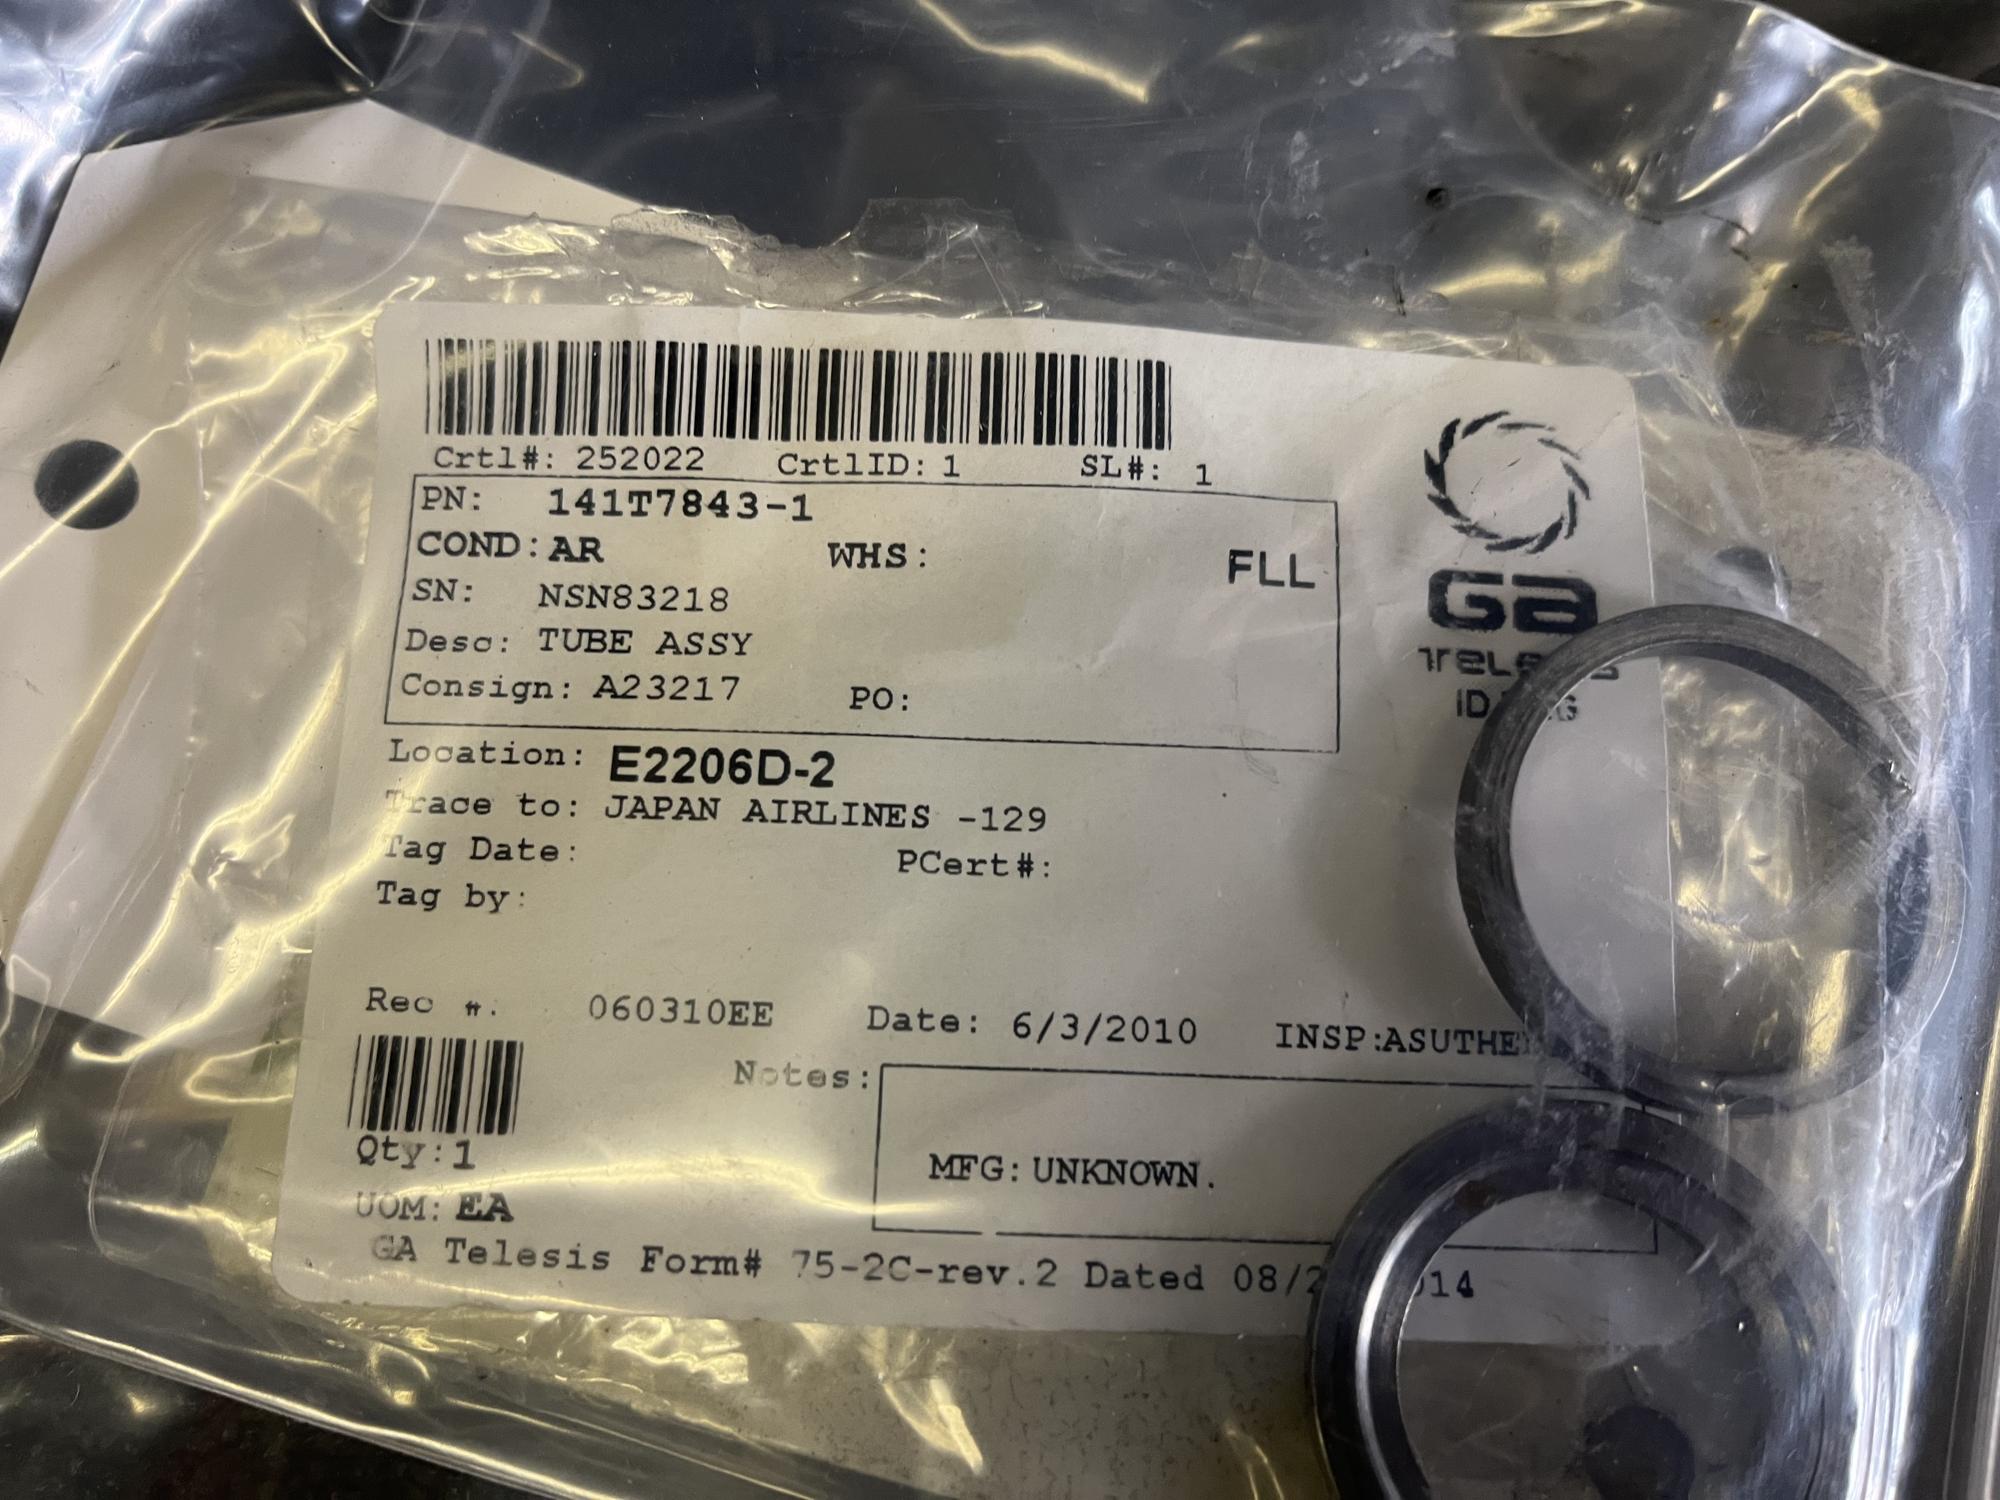 Crtl#: 252022 CrtlID: 1 SL#: 1
PN: 141T7843-1
COND: AR WHS: FLL
SN: NSN83218
Desc: TUBE ASSY
Consign: A23217 PO:
GA
ID
Location: E2206D-2
Trace to: JAPAN AIRLINES -129
Tag Date: PCert#:
Tag by:
Rec #. 060310EE Date: 6/3/2010 INSP:
Notes:
MFG: UNKNOWN.
Qty: 1
UOM: EA
GA Telesis Form# 75-2C-rev.2 Dated